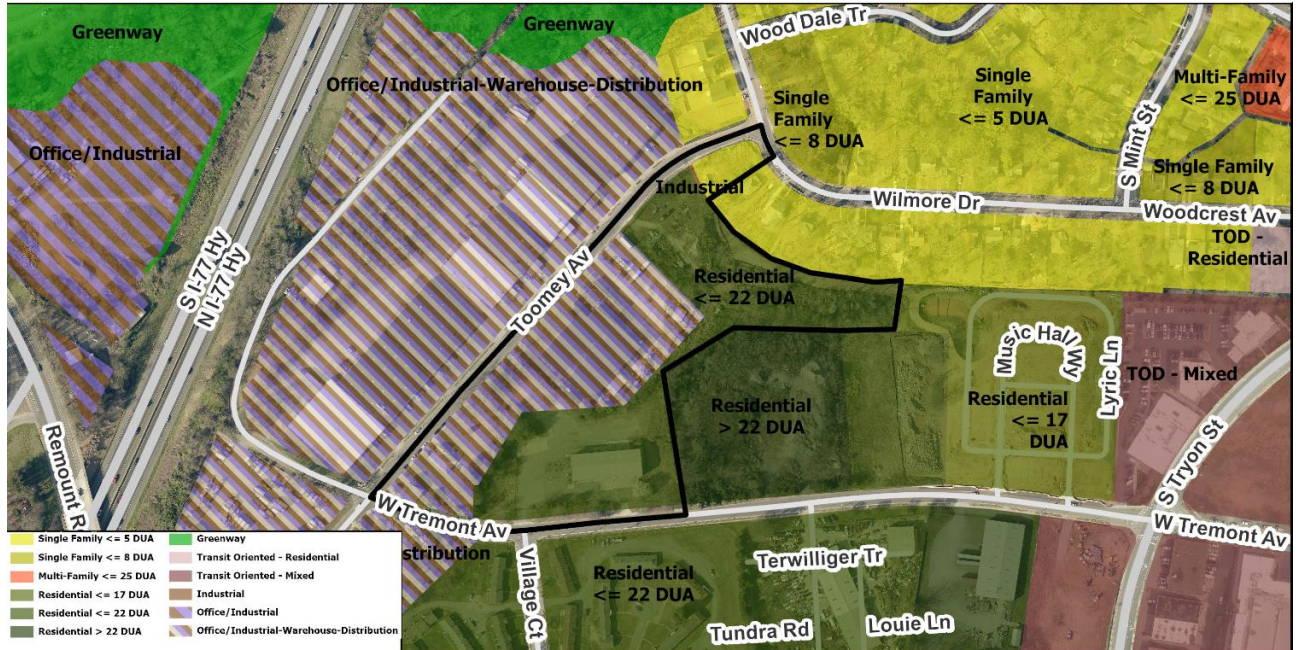 Greenway
Greenway
Wood Dale Tr
Office/Industrial-Warehouse-Distribution
Single
Family
<= 5 DUA
Multi-Family
<= 25 DUA
Single
Family
<= 8 DUA
Office/Industrial
S Mint St
Single Family
<= 8 DUA
Industrial
Wilmore Dr
Woodcrest Av
TOD -
Residential
S I-77 Hy
N I-77 Hy
Toomey Av
Residential
<= 22 DUA
Music Hall Wy
Lyric Ln
TOD - Mixed
Residential
> 22 DUA
Residential
<= 17
DUA
Remount R
S Tryon St
W Tremont Av
W Tremont Av
stribution
Village Ct
Residential
<= 22 DUA
Terwilliger Tr
Tundra Rd
Louie Ln
Single Family <= 5 DUA
Single Family <= 8 DUA
Multi-Family <= 25 DUA
Residential <= 17 DUA
Residential <= 22 DUA
Residential > 22 DUA
Greenway
Transit Oriented - Residential
Transit Oriented - Mixed
Industrial
Office/Industrial
Office/Industrial-Warehouse-Distribution